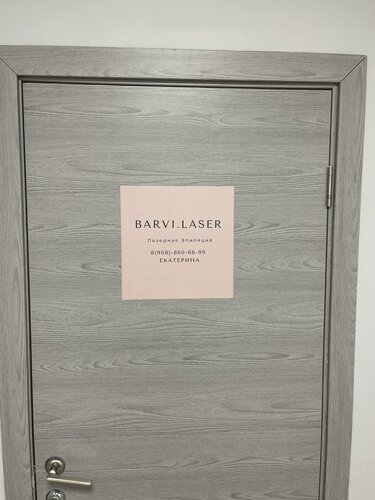 BARVI.LASER
Лазерная Эпиляция
8(968)-860-66-99
ЕКАТЕРИНА